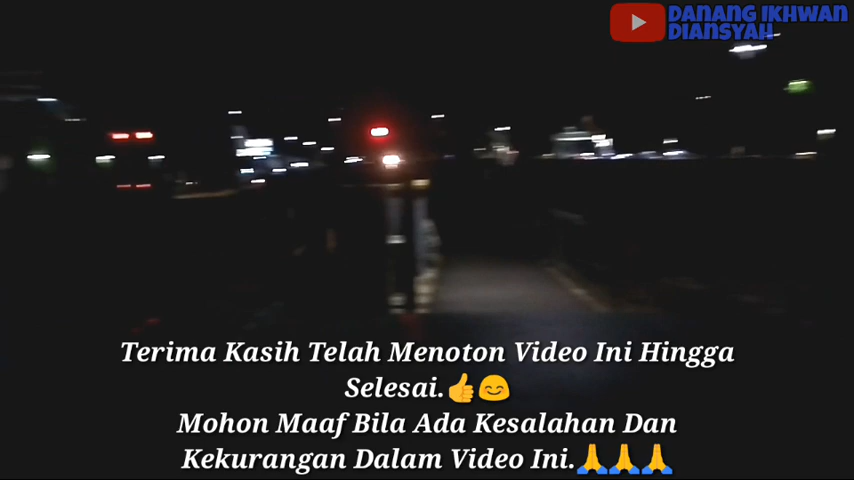 DANANG IKHWAN
DIANSYAH
Terima Kasih Telah Menoton Video Ini Hingga
Selesai.👍😊
Mohon Maaf Bila Ada Kesalahan Dan
Kekurangan Dalam Video Ini.🙏🙏🙏